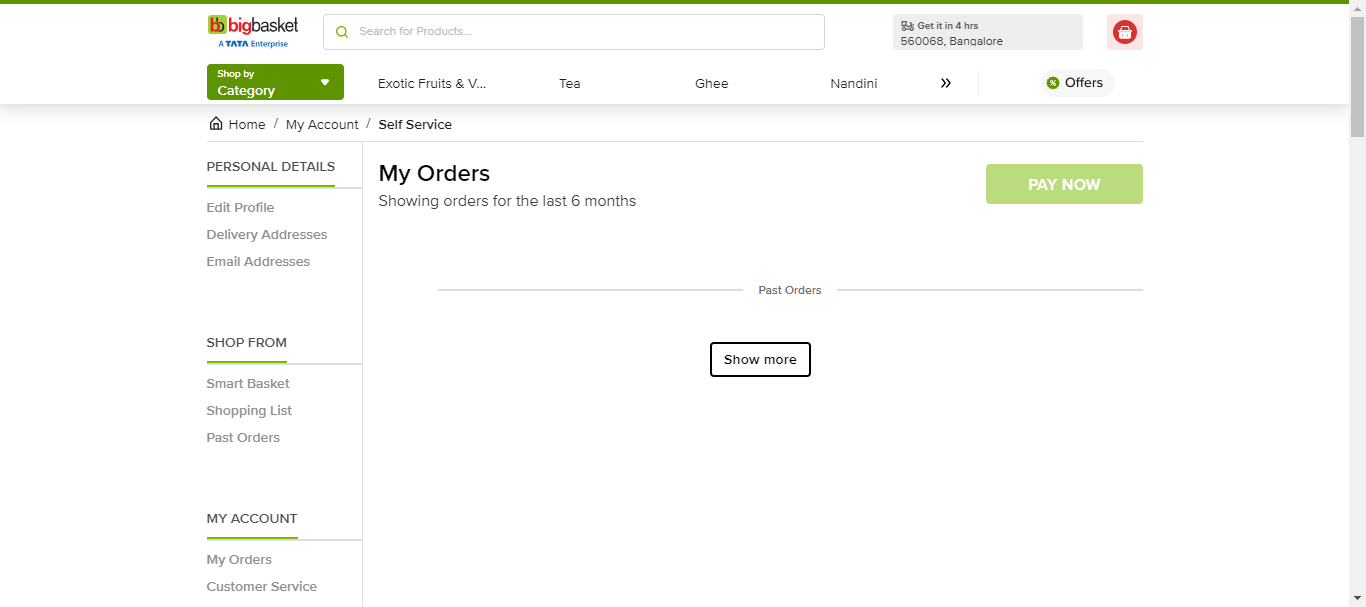 bb bigbasket
A TATA Enterprise
Search for Products...
Get it in 4 hrs
560068, Bangalore
Shop by
Category
Exotic Fruits & V...
Tea
Ghee
Nandini
»
% Offers
Home / My Account / Self Service
PERSONAL DETAILS
Edit Profile
Delivery Addresses
Email Addresses
SHOP FROM
Smart Basket
Shopping List
Past Orders
MY ACCOUNT
My Orders
Customer Service
My Orders
Showing orders for the last 6 months
PAY NOW
Past Orders
Show more